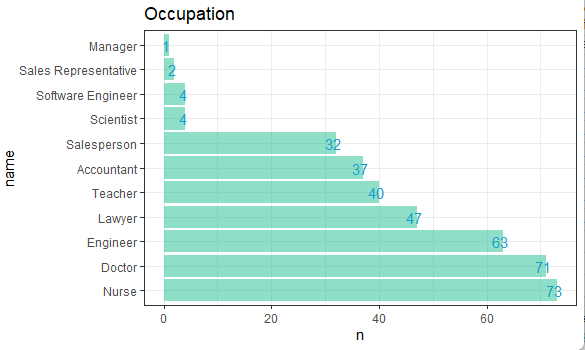 Occupation
name
Manager 1
Sales Representative 2
Software Engineer 4
Scientist 4
Salesperson 32
Accountant 37
Teacher 40
Lawyer 47
Engineer 63
Doctor 71
Nurse 73
0 20 40 60
n